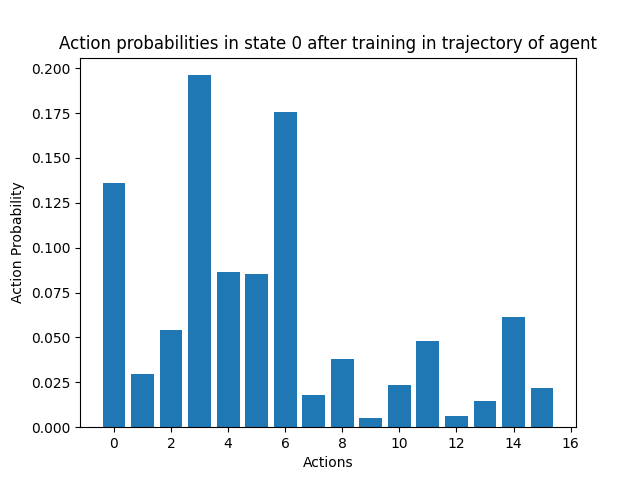 Action probabilities in state 0 after training in trajectory of agent
0.200
0.175
0.150
0.125
0.100
0.075
0.050
0.025
0.000
Action Probability
0 2 4 6 8 10 12 14 16
Actions